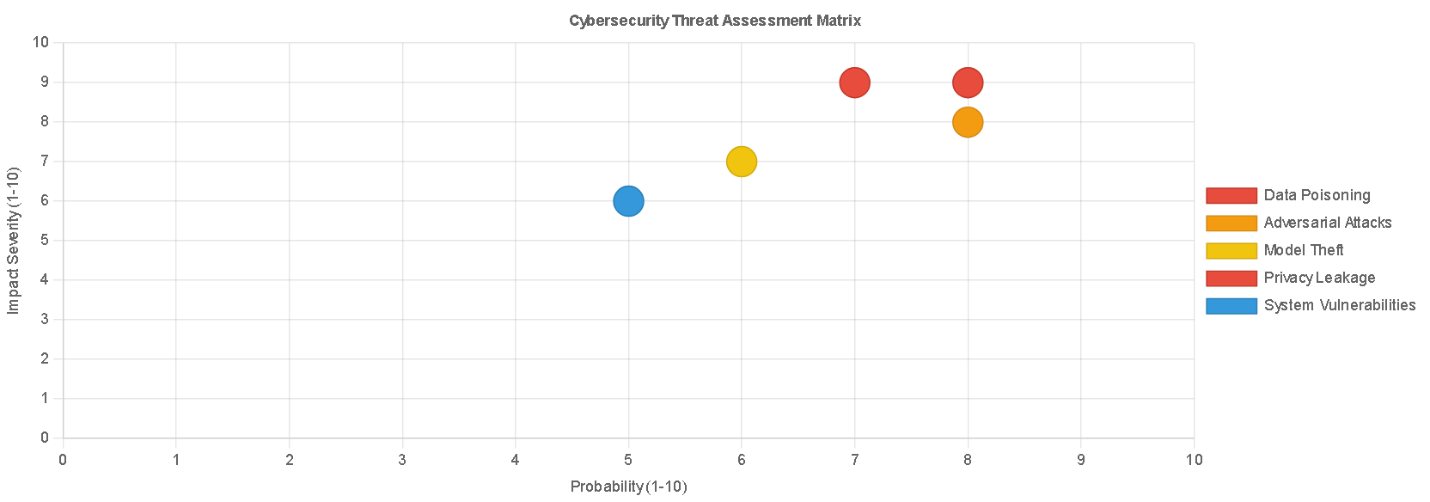 Cybersecurity Threat Assessment Matrix
10
9
8
7
6
5
4
3
2
1
0
Impact Severity (1-10)
0 1 2 3 4 5 6 7 8 9 10
Probability (1-10)
Data Poisoning
Adversarial Attacks
Model Theft
Privacy Leakage
System Vulnerabilities